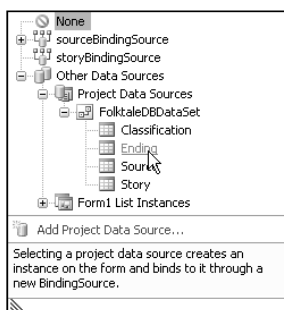 None
sourceBindingSource
storyBindingSource
Other Data Sources
Project Data Sources
FolktaleDBDataSet
Classification
Ending
Source
Story
Form1 List Instances
Add Project Data Source...
Selecting a project data source creates an
instance on the form and binds to it through a
new BindingSource.